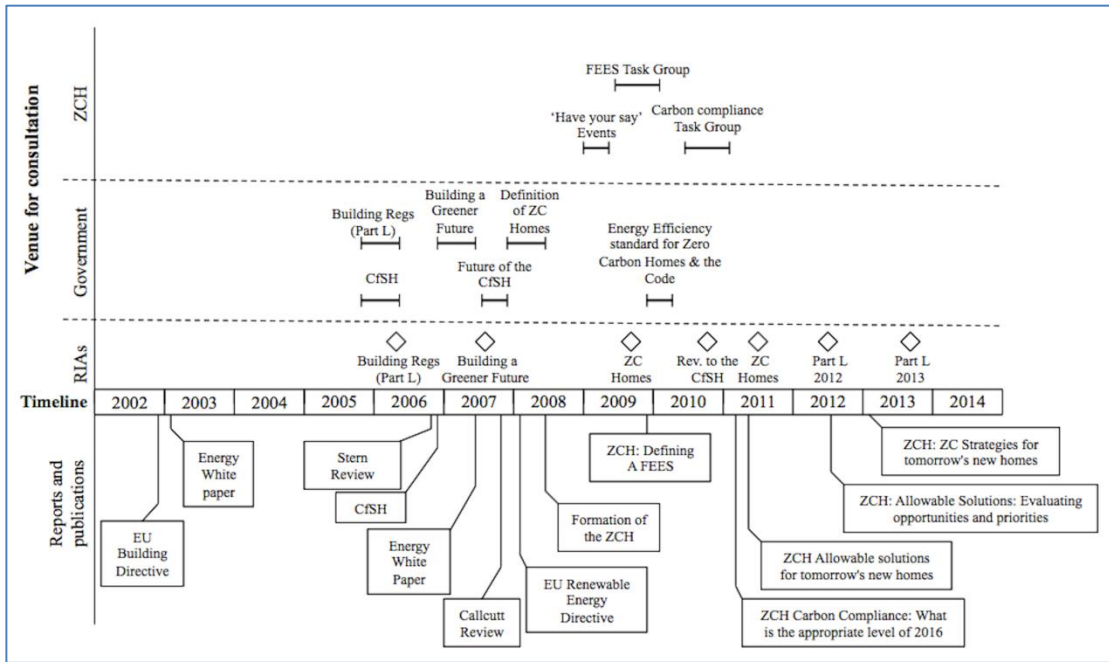 Venue for consultation
ZCH
FEES Task Group
‘Have your say’
Events
Carbon compliance
Task Group
Government
Building Regs
(Part L)
Building a
Greener
Future
Definition
of ZC
Homes
Energy Efficiency
standard for Zero
Carbon Homes & the
Code
CfSH
Future of the
CfSH
RIAs
Building Regs
(Part L)
Building a
Greener Future
ZC
Homes
Rev. to the
CfSH
ZC
Homes
Part L
2012
Part L
2013
Timeline
2002
2003
2004
2005
2006
2007
2008
2009
2010
2011
2012
2013
2014
Reports and
publications
EU
Building
Directive
Energy
White
paper
Stern
Review
CfSH
Energy
White
Paper
Callcutt
Review
EU Renewable
Energy
Directive
Formation of
the ZCH
ZCH: Defining
A FEES
ZCH: ZC Strategies for
tomorrow's new homes
ZCH: Allowable Solutions: Evaluating
opportunities and priorities
ZCH Allowable solutions
for tomorrow's new homes
ZCH Carbon Compliance: What
is the appropriate level of 2016